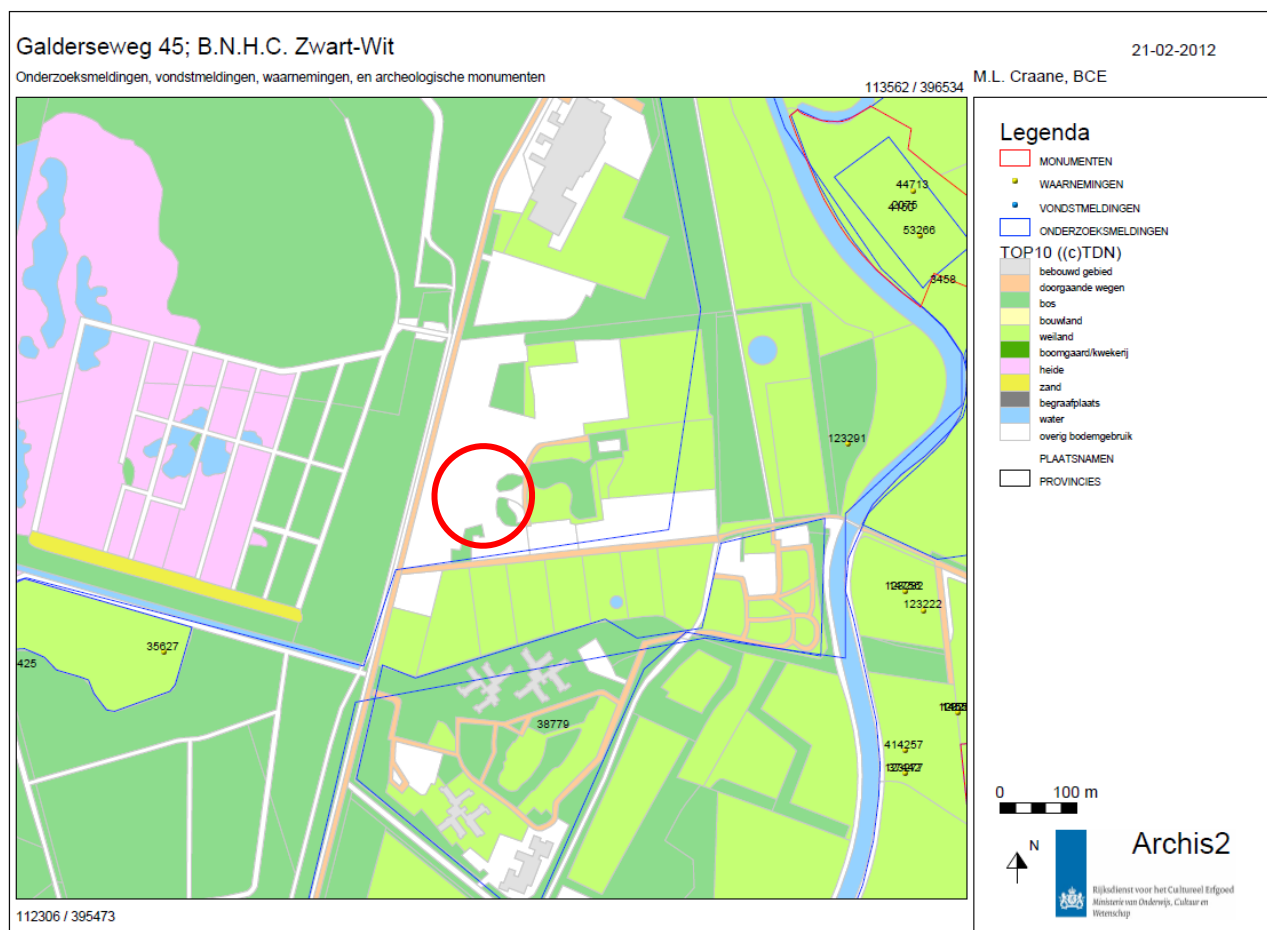 Galderseweg 45; B.N.H.C. Zwart-Wit
21-02-2012
Onderzoeksmeldingen, vondstmeldingen, waarnemingen, en archeologische monumenten
M.L. Craane, BCE
113562 / 396534
Legenda
MONUMENTEN
WAARNEMINGEN
VONDSTMELDINGEN
ONDERZOEKSMELDINGEN
TOP10 ((c)TDN)
bebouwd gebied
doorgaande wegen
bos
bouwland
weiland
boomgaard/kwekerij
heide
zand
begraafplaats
water
overig bodemgebruik
PLAATSNAMEN
PROVINCIES
44713
53266
3458
123291
123222
35627
425
38779
414257
0 100 m
N
Archis2
Rijksdienst voor het Cultureel Erfgoed
Ministerie van Onderwijs, Cultuur en
Wetenschap
112306 / 395473